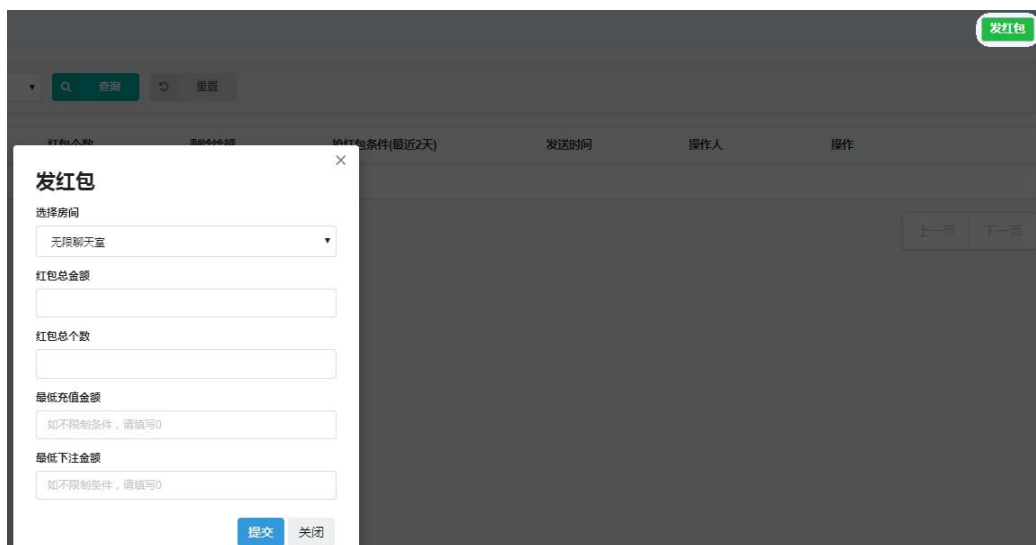 发红包
查询
重置
红包个数
剩余金额
抢红包条件(最近2天)
发送时间
操作人
操作
上一页
下一页
发红包
选择房间
无限聊天室
红包总金额
红包总个数
最低充值金额
如不限制条件，请填写0
最低下注金额
如不限制条件，请填写0
提交
关闭